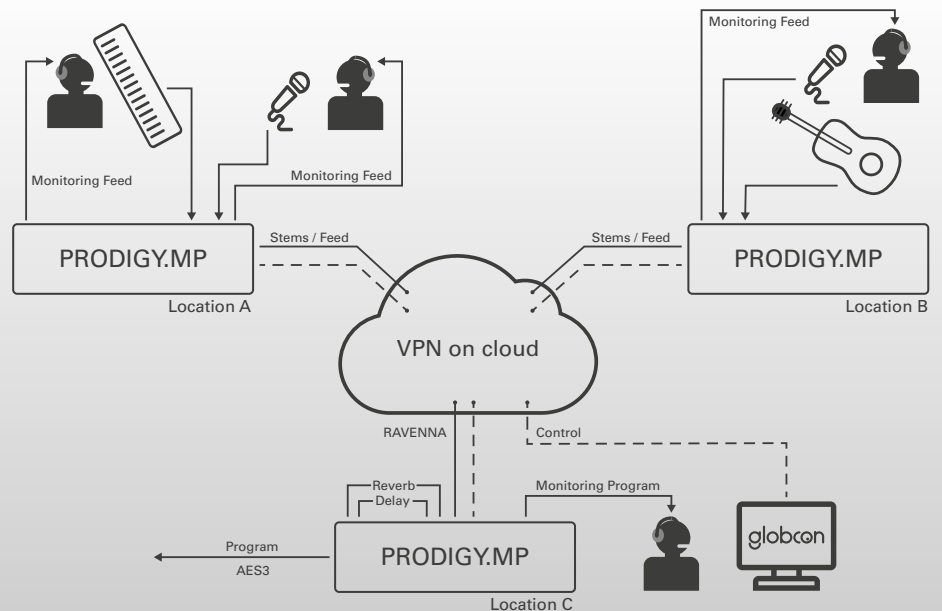 Monitoring Feed
Monitoring Feed
Monitoring Feed
PRODIGY.MP
Location A
Stems / Feed
Stems / Feed
PRODIGY.MP
Location B
VPN on cloud
RAVENNA
Control
Reverb
Delay
Monitoring Program
Program
AES3
PRODIGY.MP
Location C
globcon